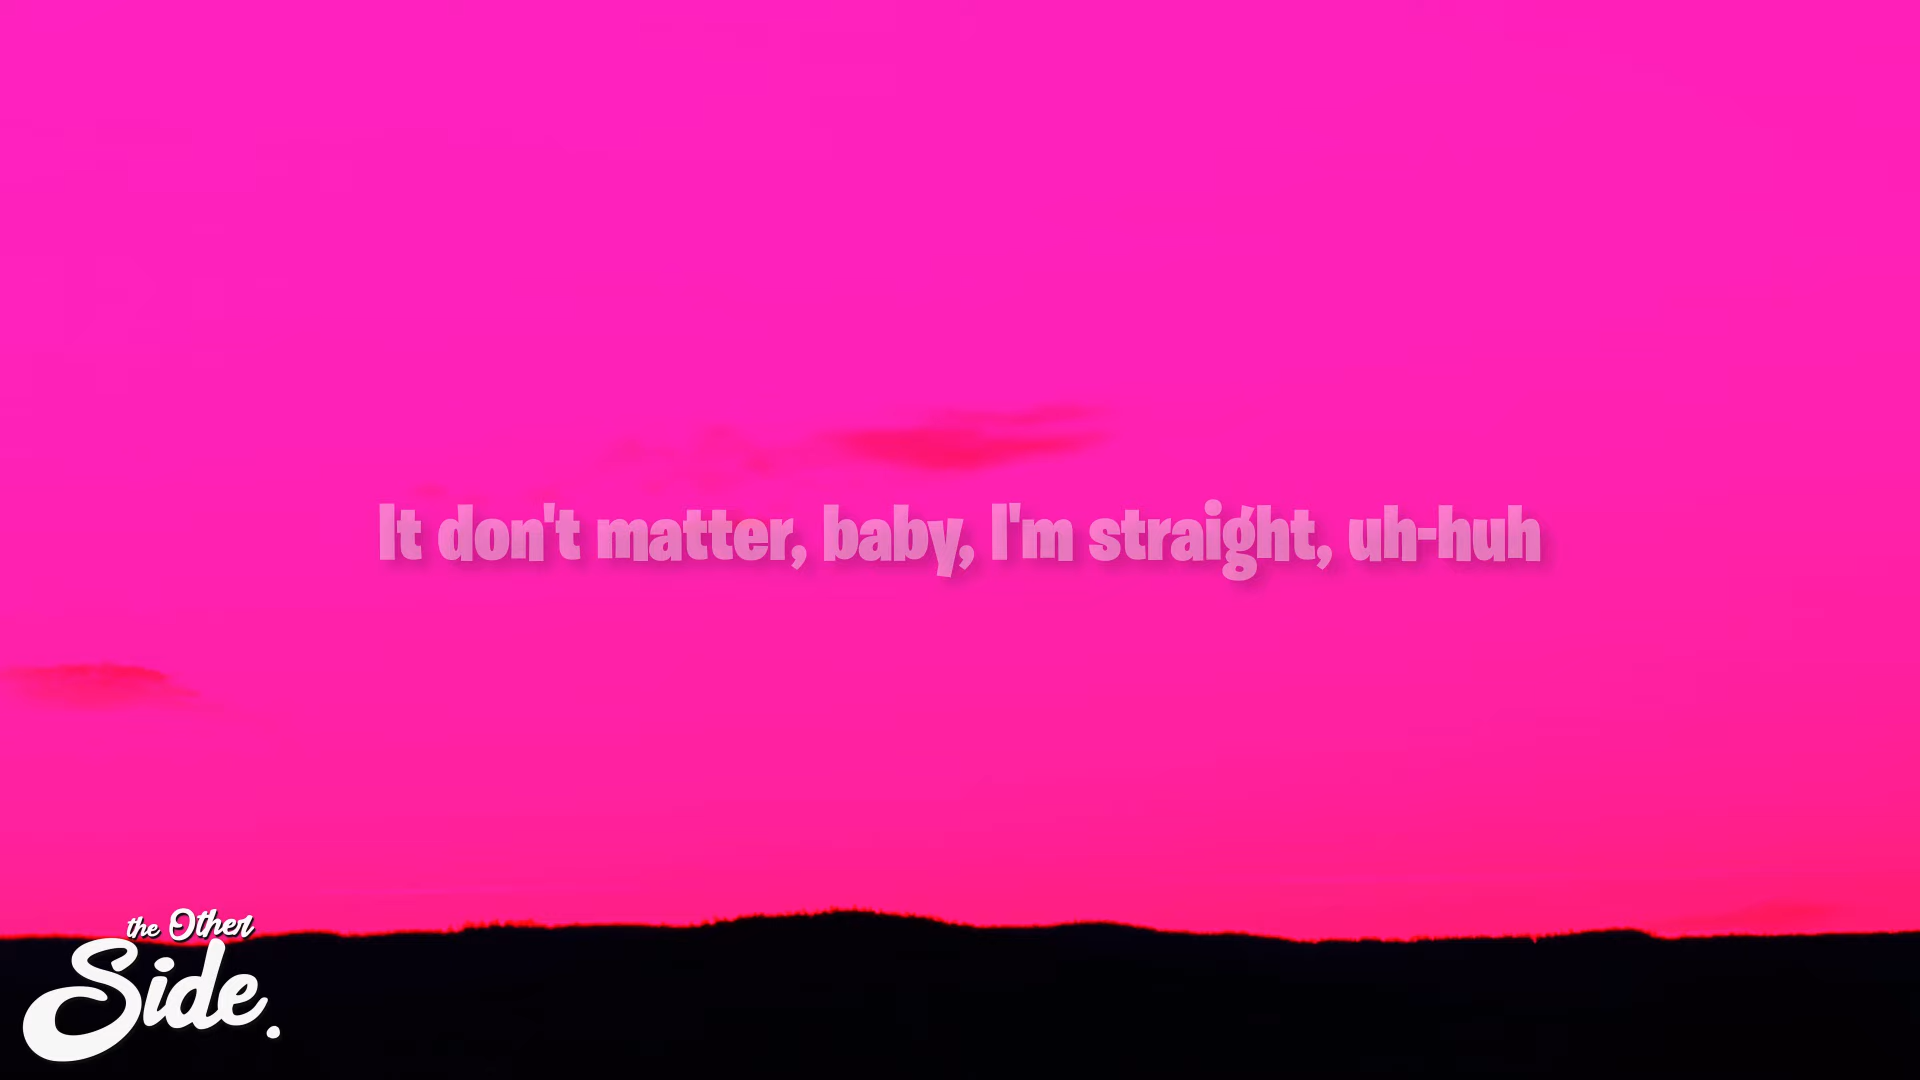 It don't matter, baby, I'm straight, uh-huh
the Other
Side.